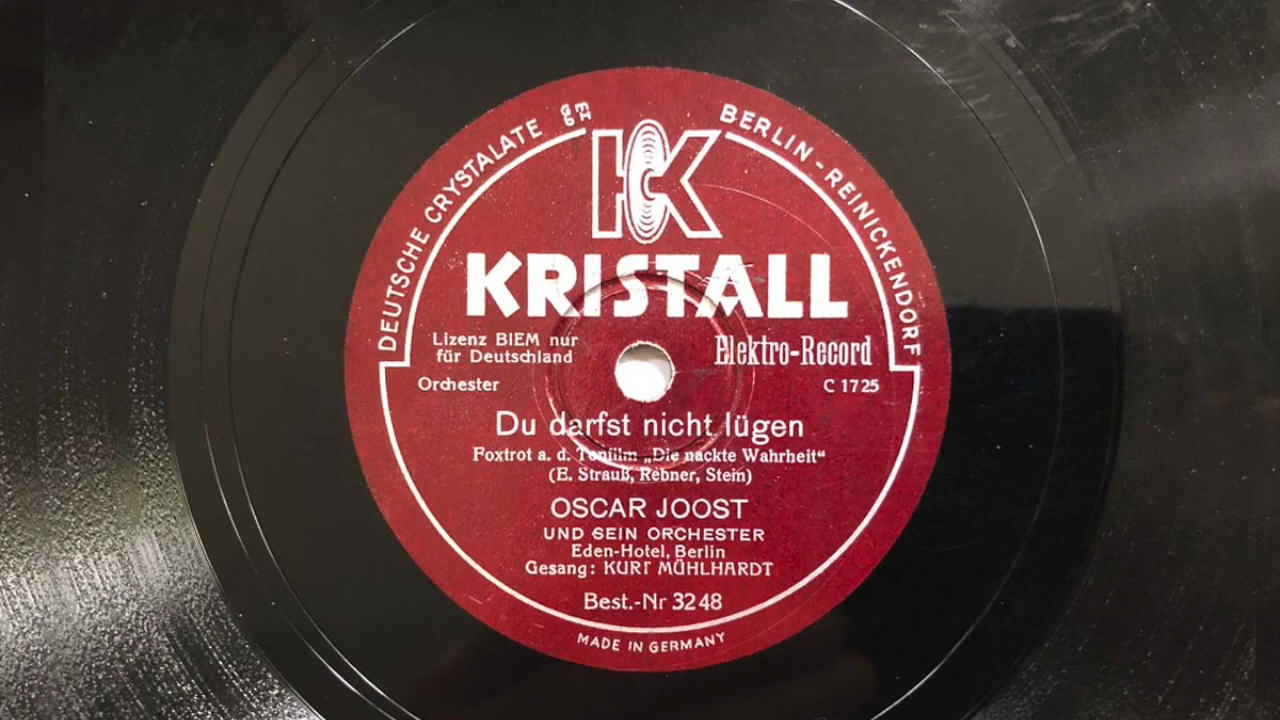 DEUTSCHE CRYSTALATE
BERLIN-REINICKENDORF
K
KRISTALL
Lizenz BIEM nur
für Deutschland
Elektro-Record
Orchester
C 1725
Du darfst nicht lügen
Foxtrot a. d. Tonfilm „Die nackte Wahrheit“
(E. Strauß, Rebner, Stein)
OSCAR JOOST
UND SEIN ORCHESTER
Eden-Hotel, Berlin
Gesang: KURT MÜHLHARDT
Best.-Nr 3248
MADE IN GERMANY